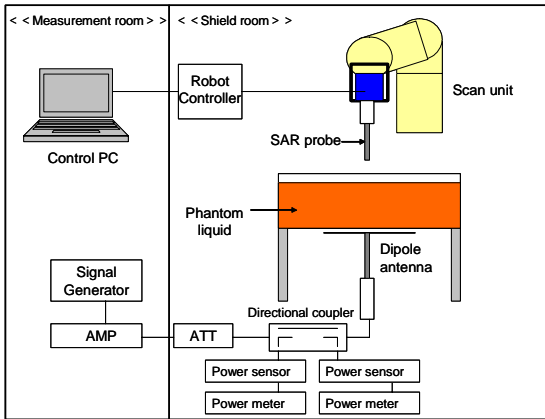 < < Measurement room > >
< < Shield room > >
Robot
Controller
Scan unit
SAR probe
Control PC
Phantom
liquid
Dipole
antenna
Signal
Generator
Directional coupler
AMP
ATT
Power sensor
Power sensor
Power meter
Power meter